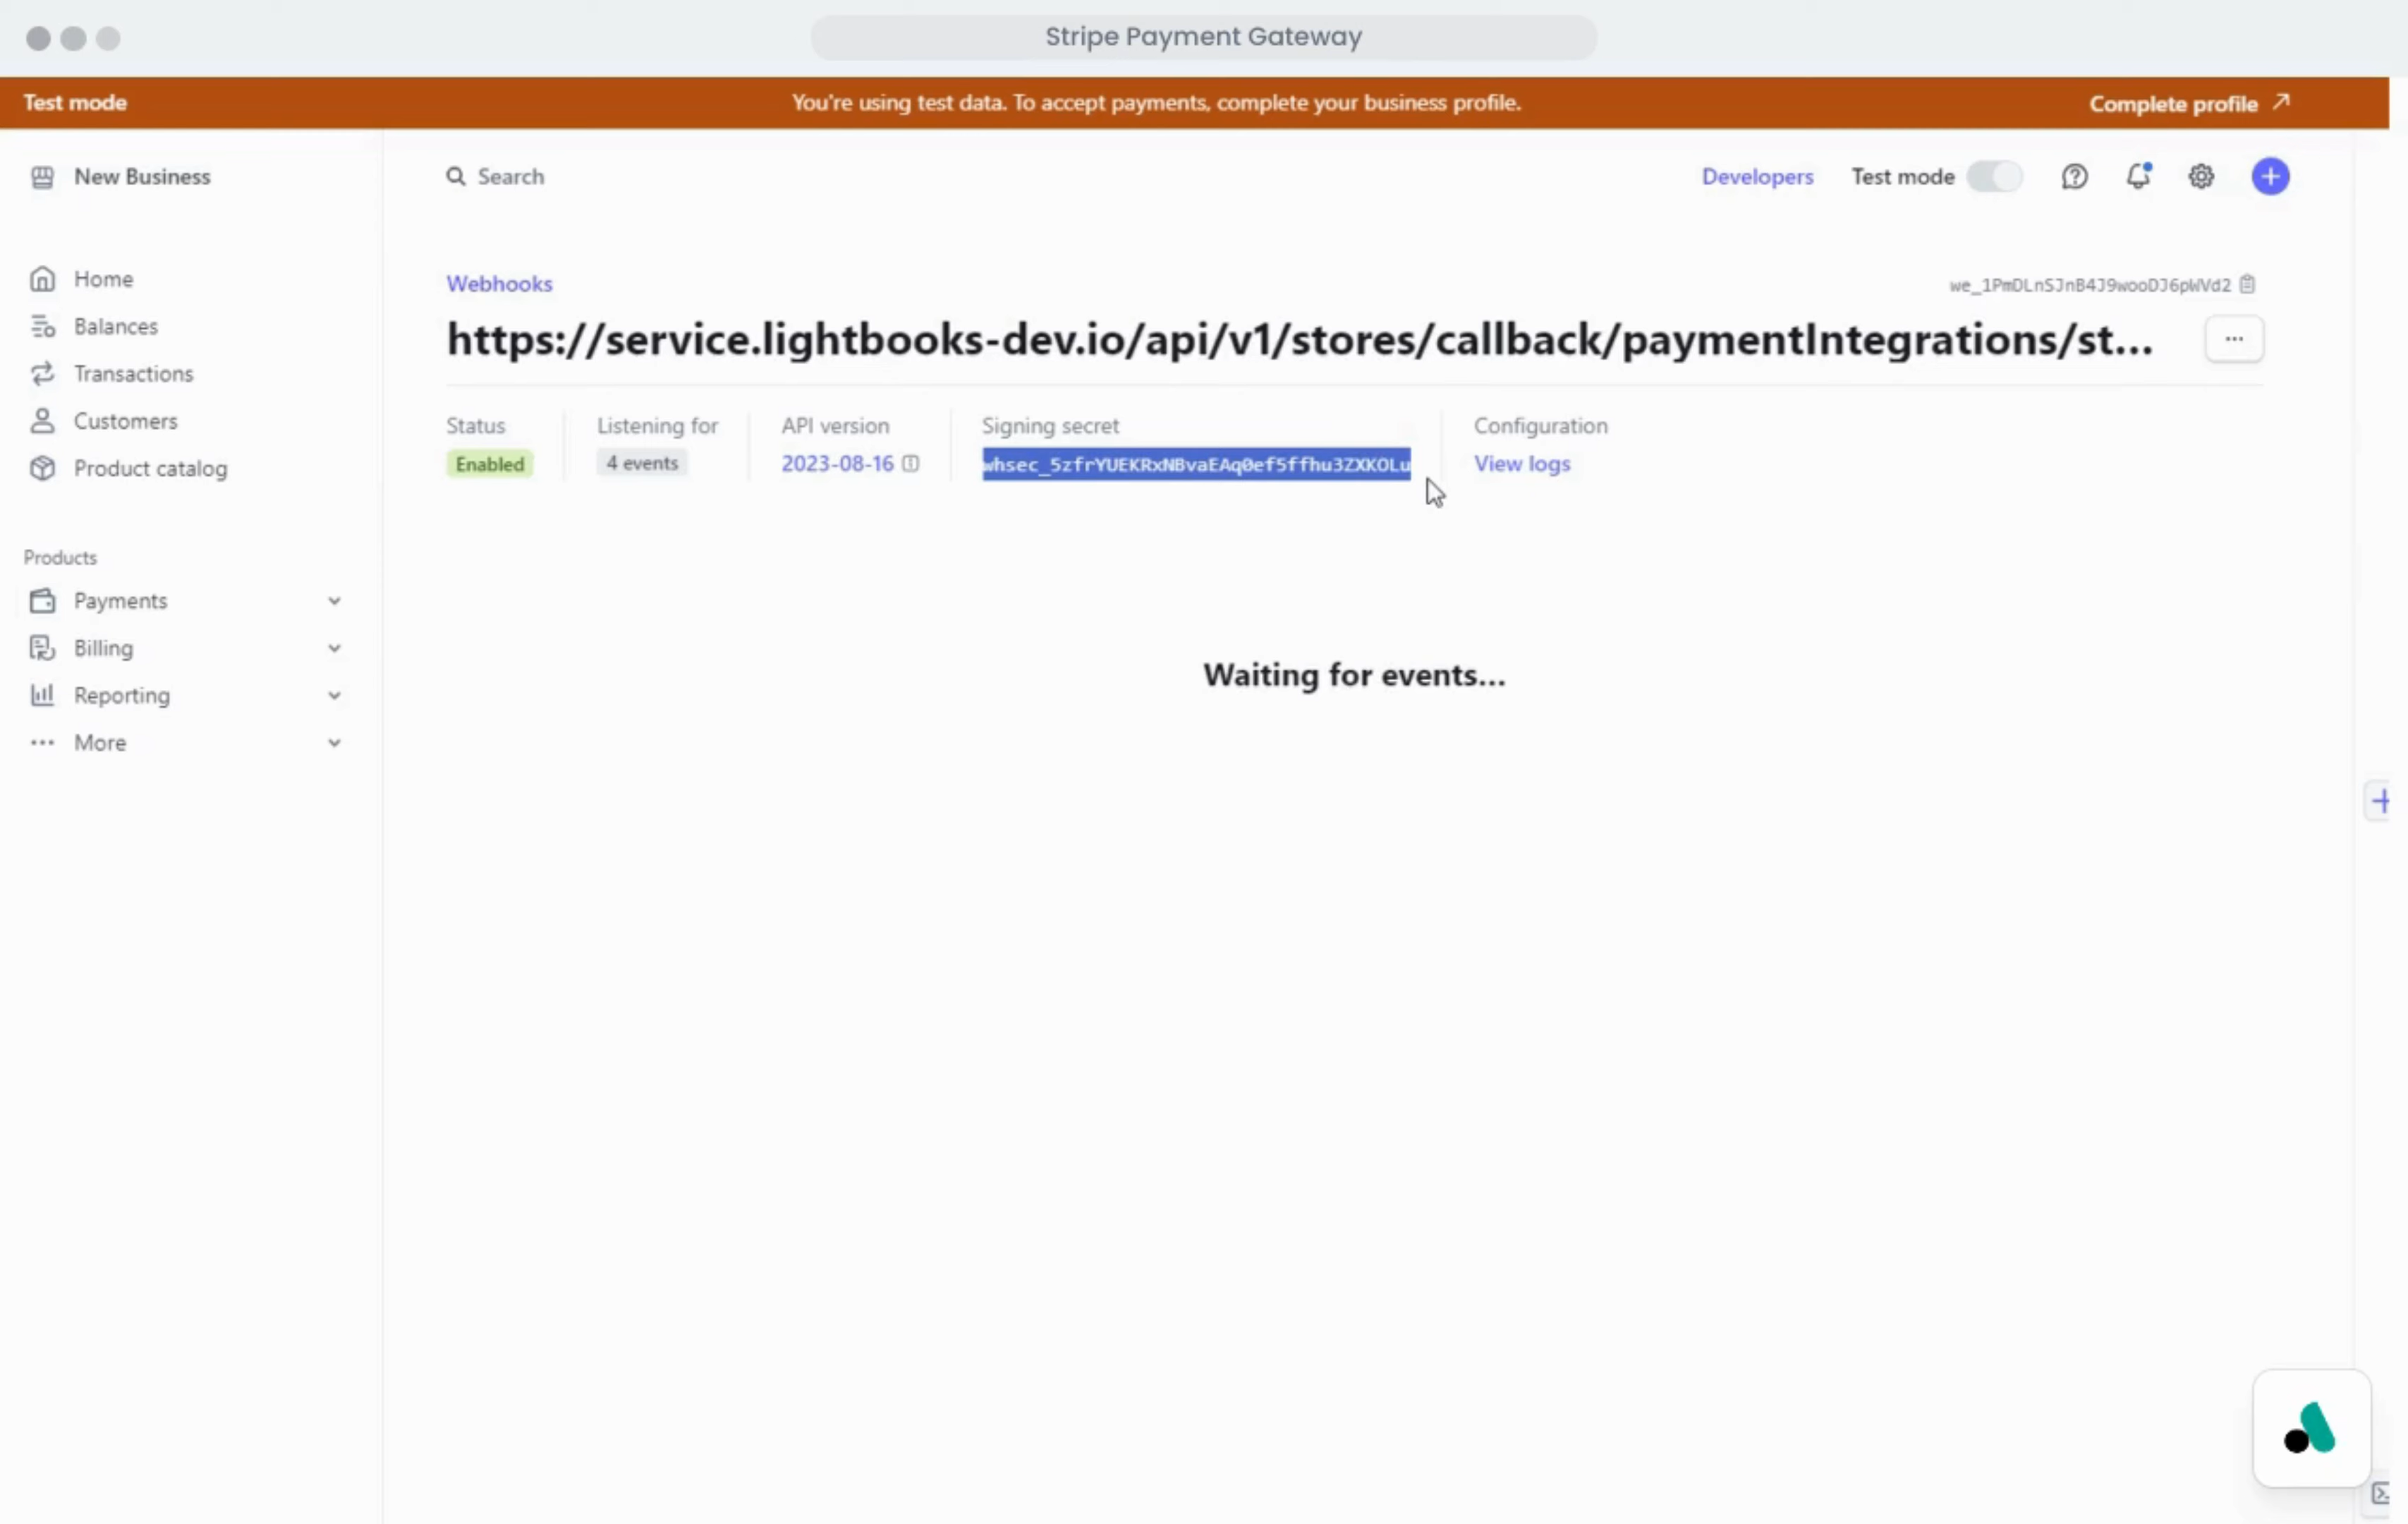 Stripe Payment Gateway
Test mode
You're using test data. To accept payments, complete your business profile.
Complete profile
New Business
Search
Developers
Test mode
Home
Balances
Transactions
Customers
Product catalog
Products
Payments
Billing
Reporting
More
Webhooks
we_1PmDLnSJnB4J9wooDJ6pWVd2
https://service.lightbooks-dev.io/api/v1/stores/callback/paymentIntegrations/st...
Status
Enabled
Listening for
4 events
API version
2023-08-16
Signing secret
whsec_5zfrYUEKRxNBvaEAq0ef5ffhu3ZXKOLu
Configuration
View logs
Waiting for events...